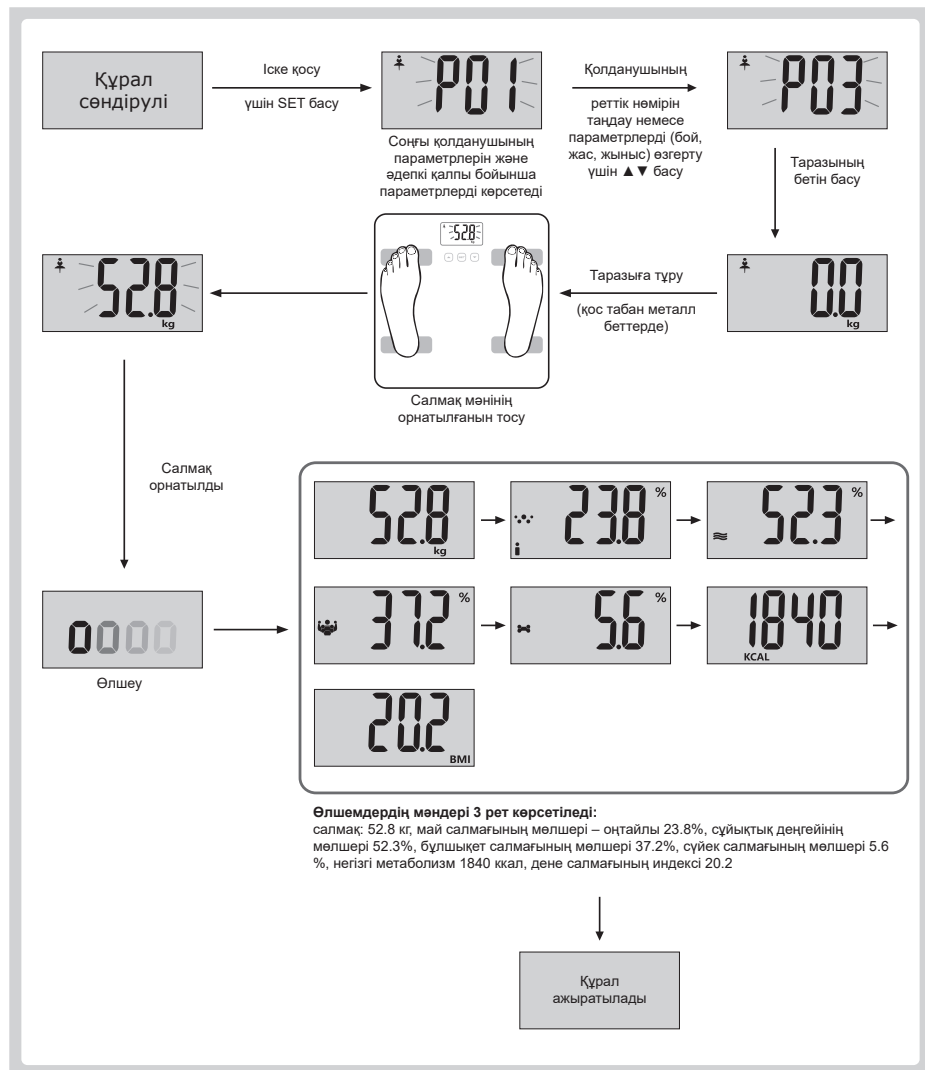 Құрал
сөндірулі
Іске қосу
үшін SET басу
P01
Соңғы қолданушының
параметрлерін және
әдепкі қалпы бойынша
параметрлерді көрсетеді
Қолданушының
реттік нөмірін
таңдау немесе
параметрлерді (бой,
жас, жыныс) өзгерту
үшін ▲▼ басу
P03
Таразының
бетін басу
0.0
kg
Таразыға тұру
(қос табан металл
беттерде)
52.8
kg
Салмақ мәнінің
орнатылғанын тосу
52.8
kg
Салмақ
орнатылды
Өлшеу
52.8
kg
23.8 %
52.3 %
37.2 %
5.6 %
1840
KCAL
20.2
BMI
Өлшемдердің мәндері 3 рет көрсетіледі:
салмақ: 52.8 кг, май салмағының мөлшері – оңтайлы 23.8%, сұйықтық деңгейінің
мөлшері 52.3%, бұлшықет салмағының мөлшері 37.2%, сүйек салмағының мөлшері 5.6
%, негізгі метаболизм 1840 ккал, дене салмағының индексі 20.2
Құрал
ажыратылады